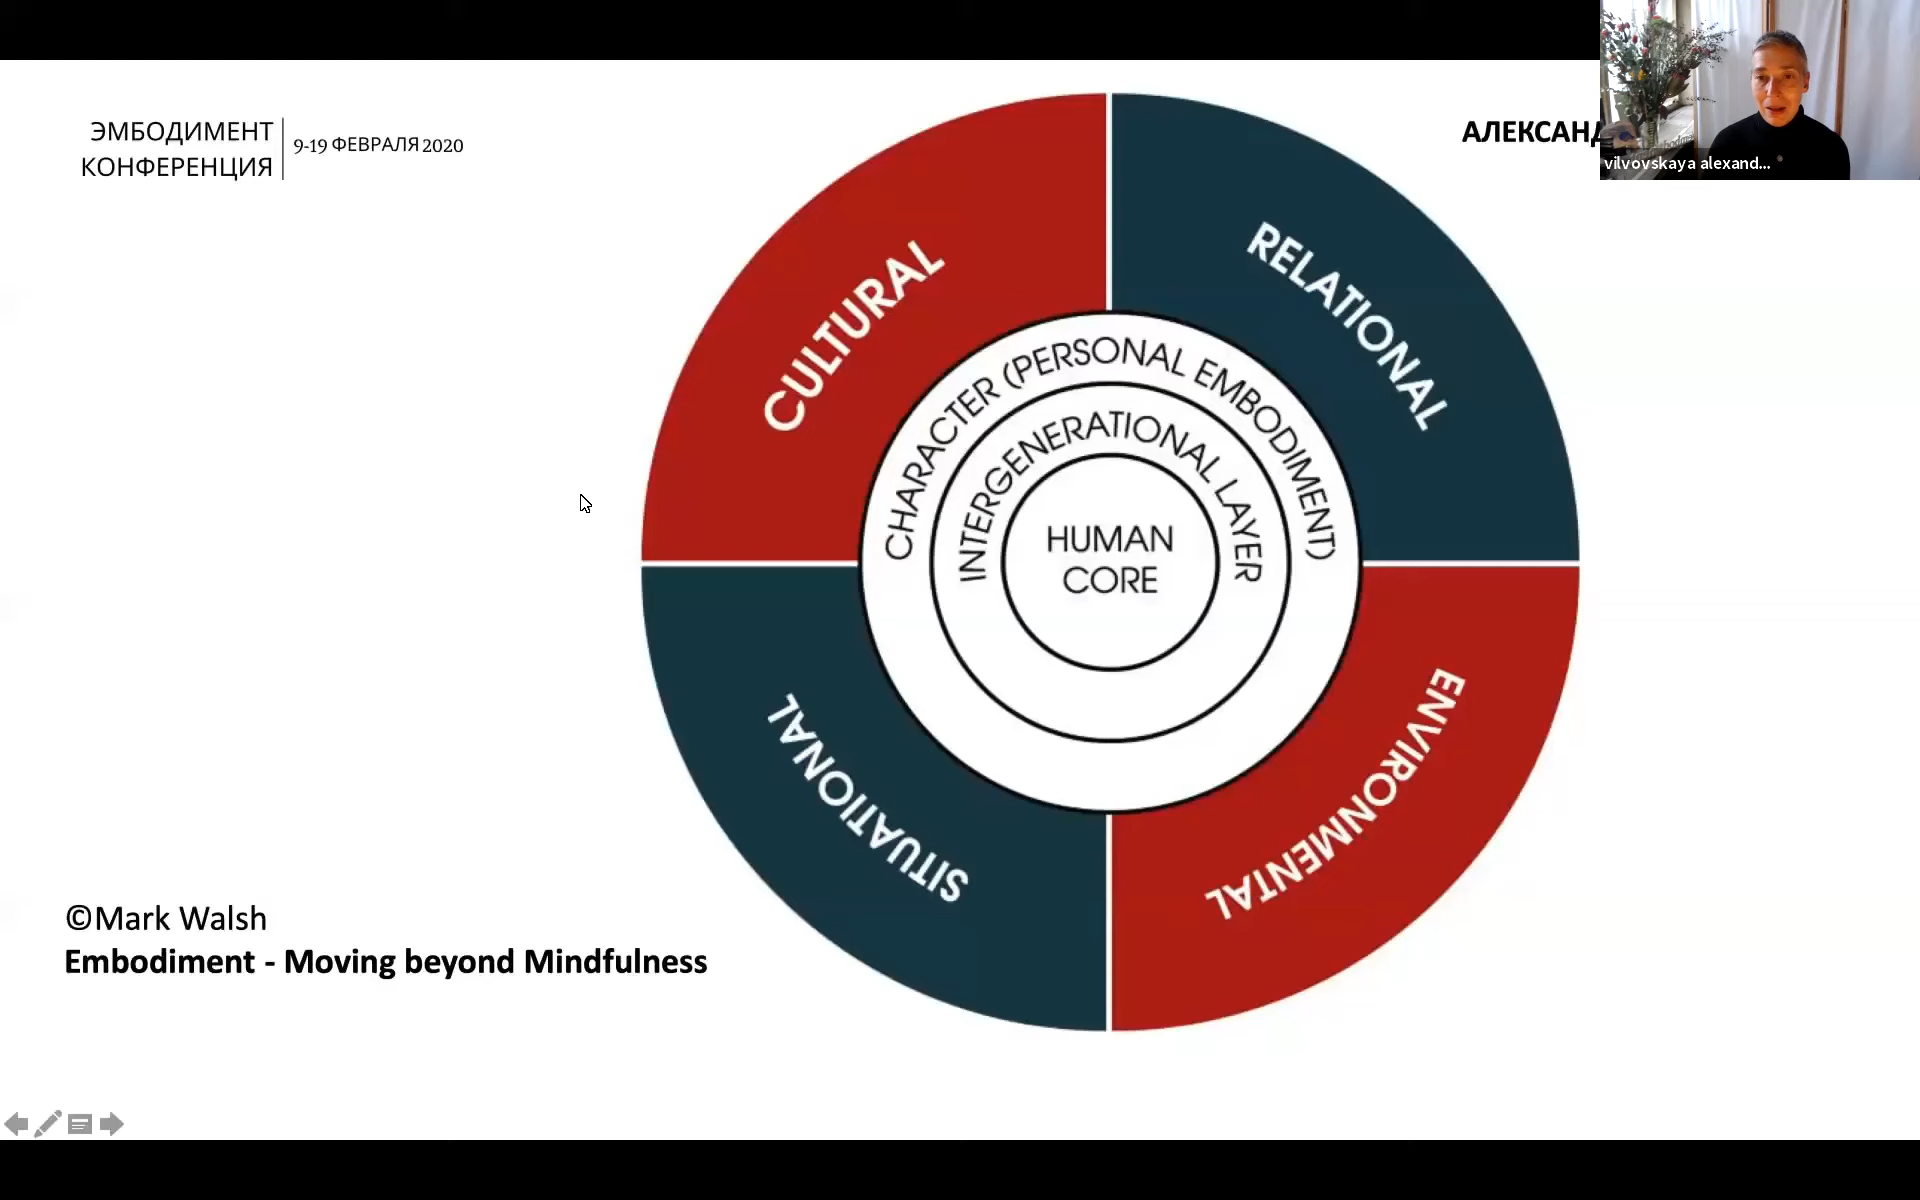 ЭМБОДИМЕНТ
КОНФЕРЕНЦИЯ
9-19 ФЕВРАЛЯ 2020
vilvovskaya alexand...
CULTURAL
RELATIONAL
CHARACTER (PERSONAL EMBODIMENT)
INTERGENERATIONAL LAYER
HUMAN
CORE
SITUATIONAL
ENVIRONMENTAL
©Mark Walsh
Embodiment - Moving beyond Mindfulness